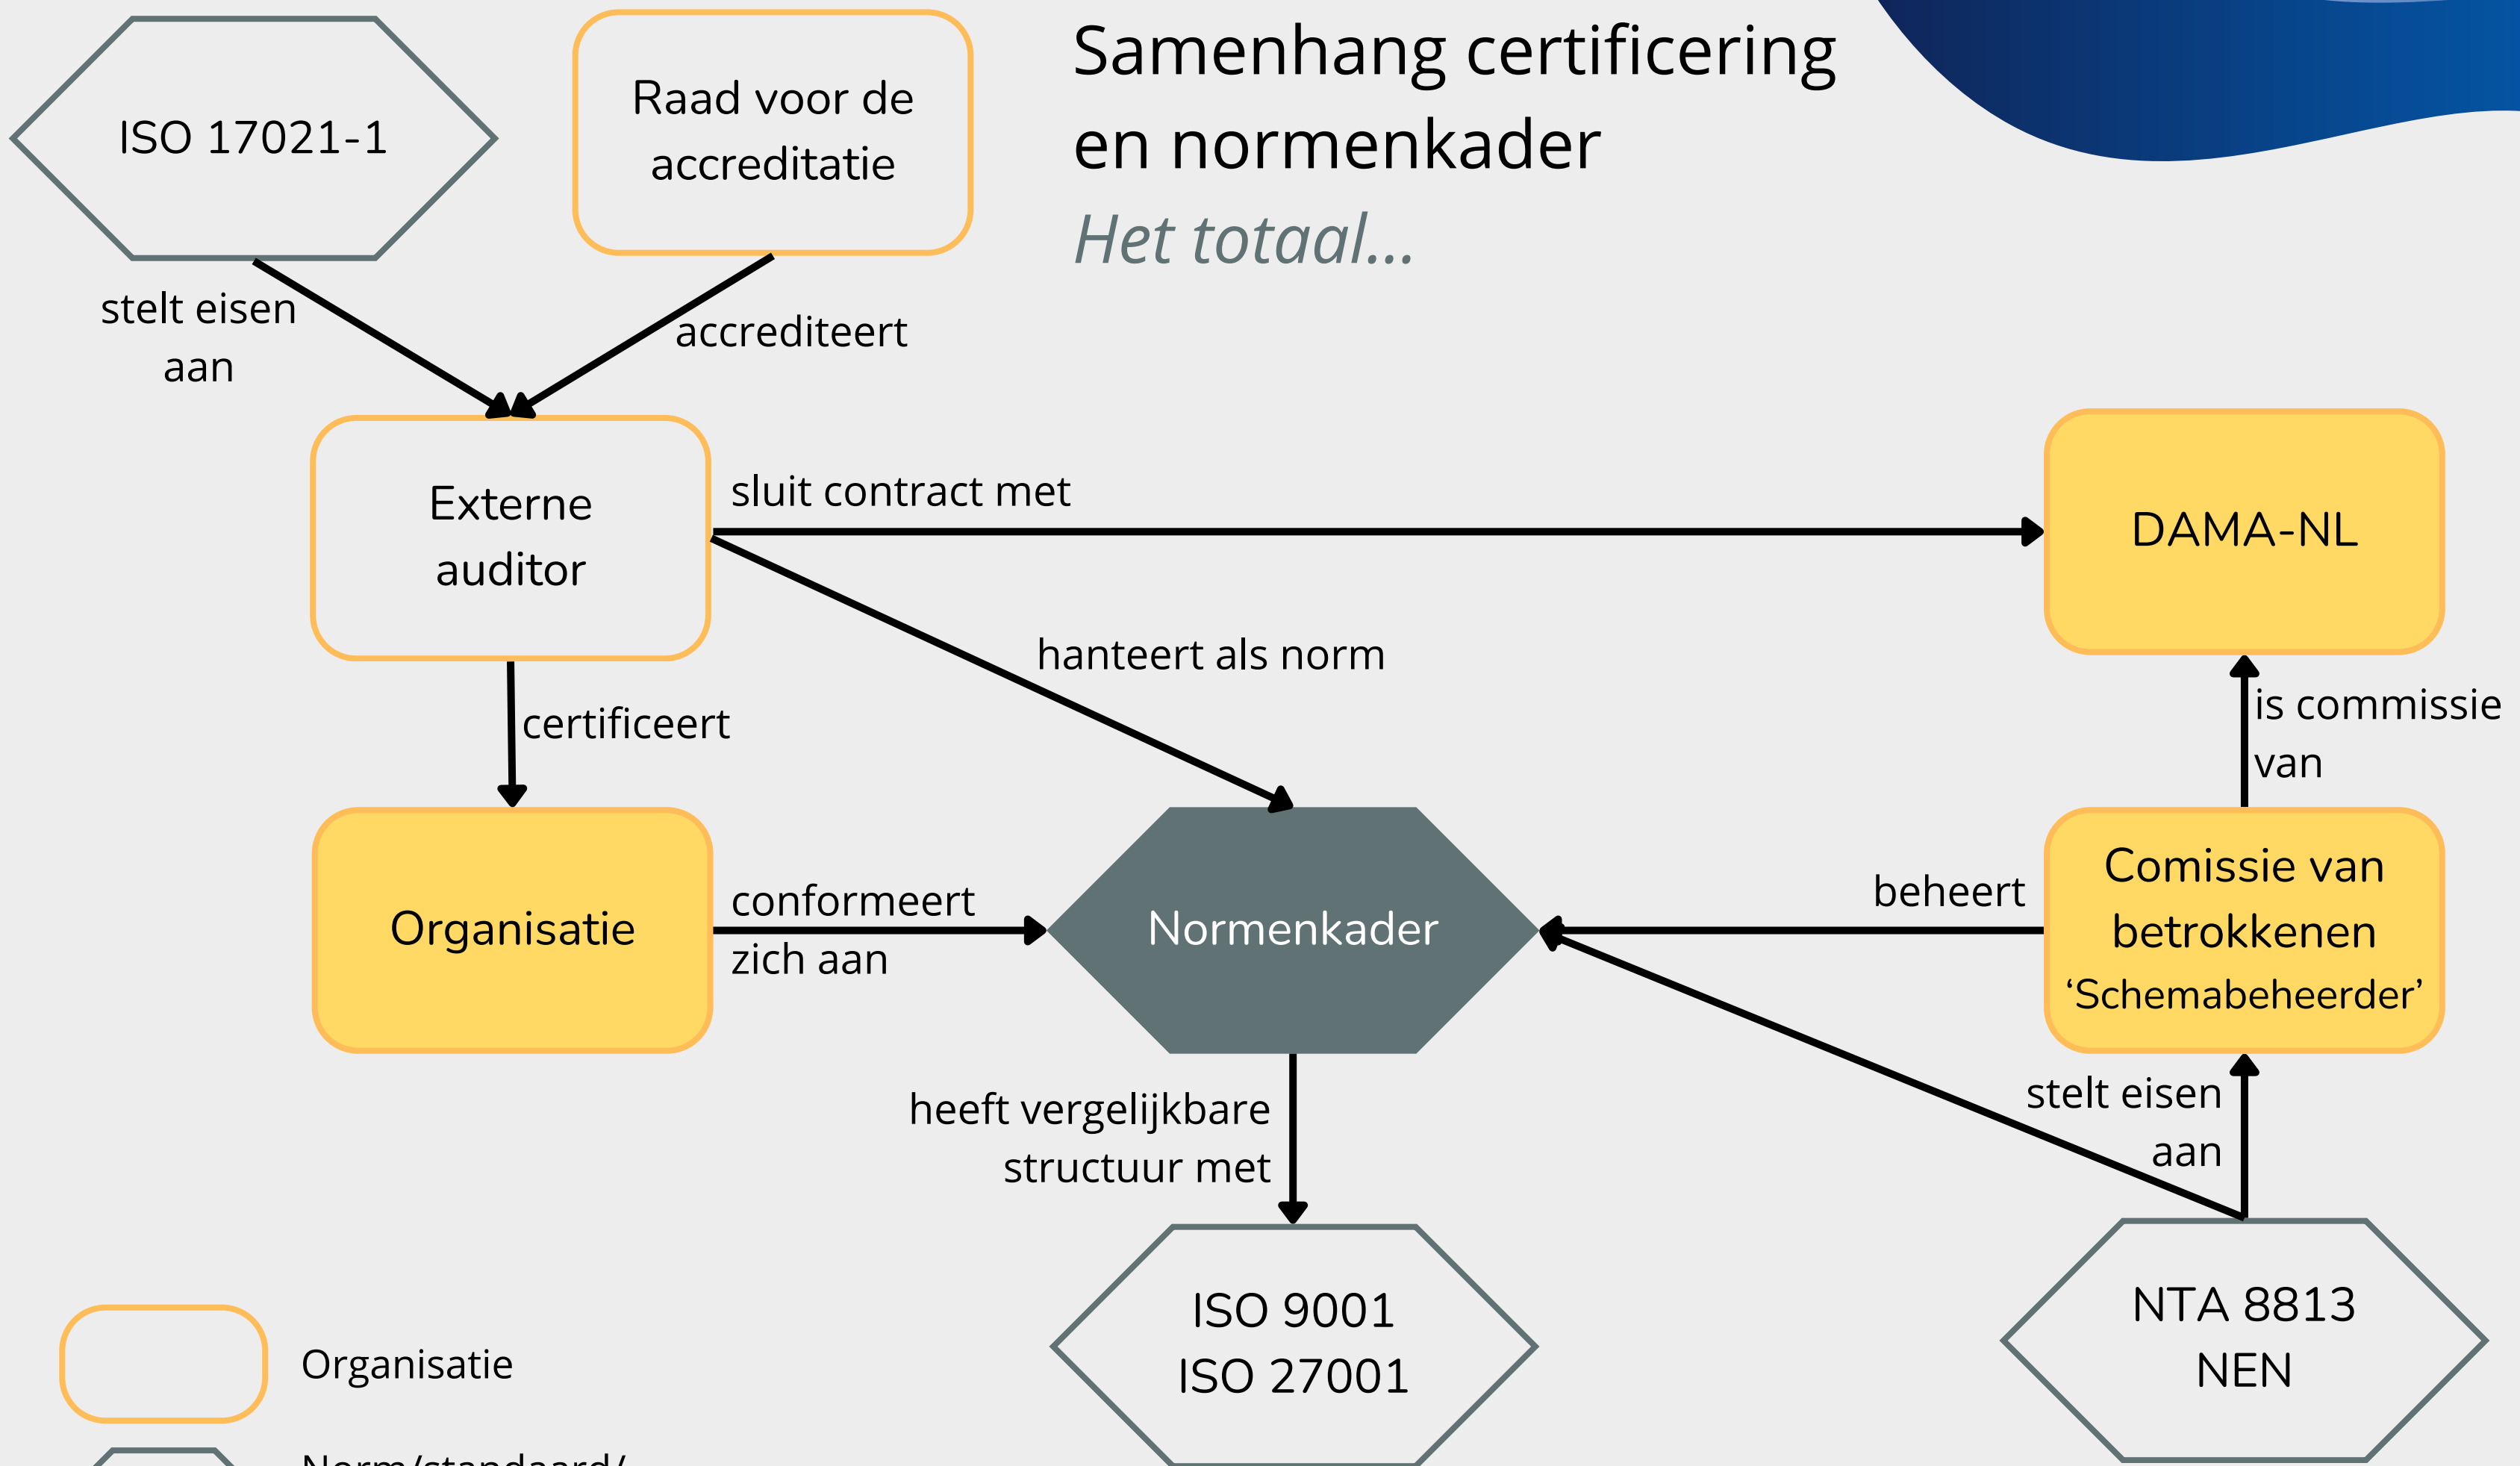 Samenhang certificering
en normenkader
Het totaal...
ISO 17021-1
Raad voor de
accreditatie
stelt eisen
aan
accrediteert
Externe
auditor
sluit contract met
DAMA-NL
hanteert als norm
certificeert
is commissie
van
Organisatie
conformeert
zich aan
Normenkader
beheert
Comissie van
betrokkenen
‘Schemabeheerder’
heeft vergelijkbare
structuur met
stelt eisen
aan
ISO 9001
ISO 27001
NTA 8813
NEN
Organisatie
Norm/standaard/